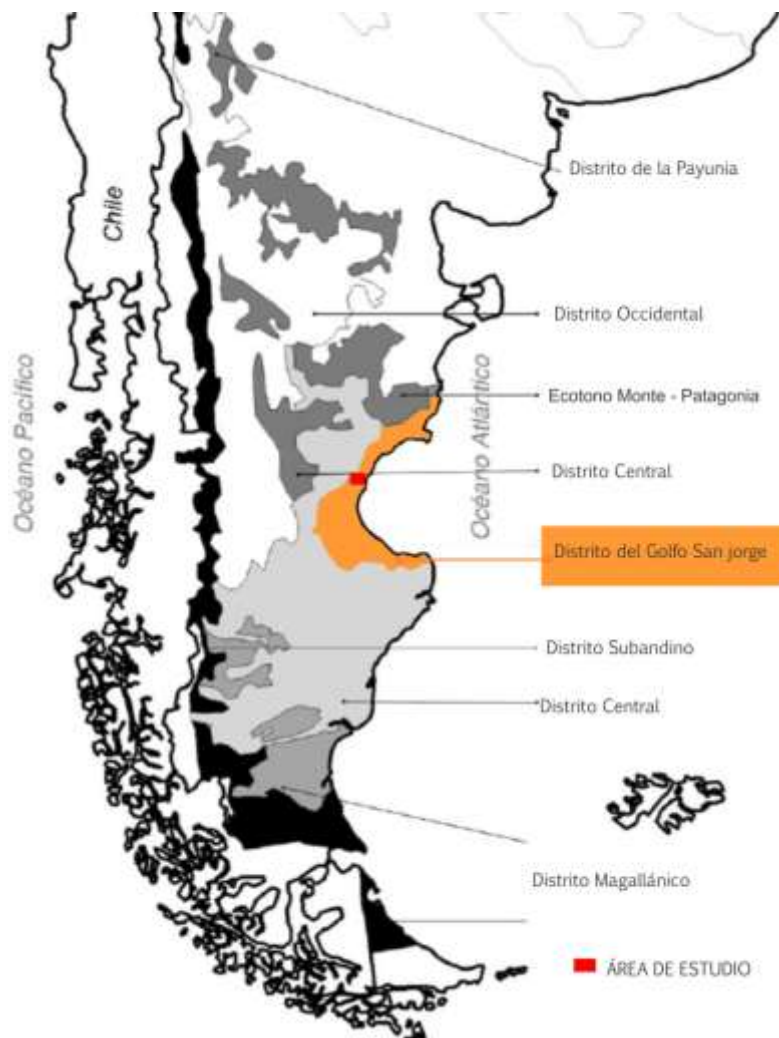 Distrito de la Payunia
Chile
Distrito Occidental
Océano Pacífico
Océano Atlántico
Ecotono Monte - Patagonia
Distrito Central
Distrito del Golfo San jorge
Distrito Subandino
Distrito Central
Distrito Magallánico
ÁREA DE ESTUDIO